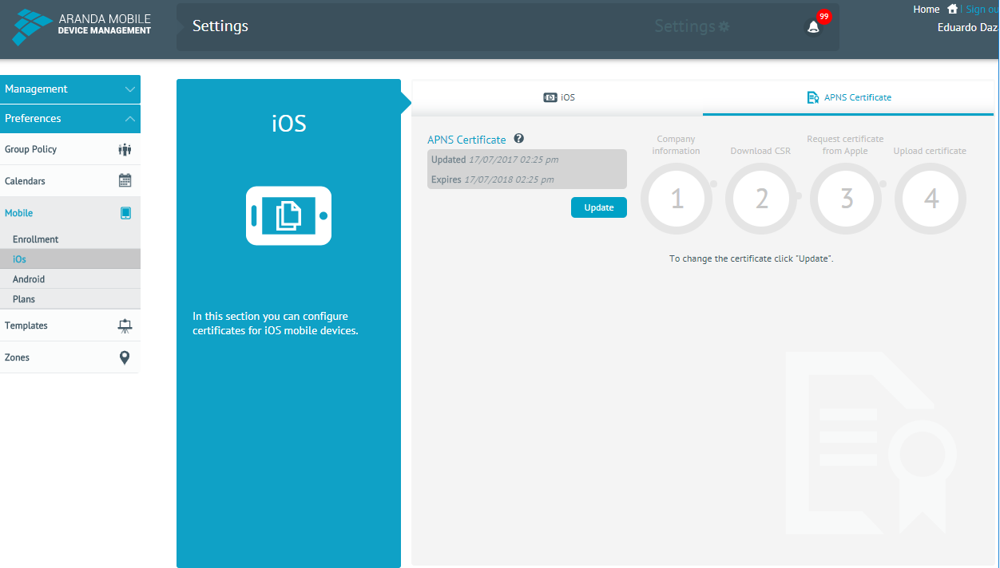 ARANDA MOBILE
DEVICE MANAGEMENT
Settings
Settings
99
Home
Sign ou
Eduardo Daz
Management
Preferences
Group Policy
Calendars
Mobile
Enrollment
iOs
Android
Plans
Templates
Zones
iOS
In this section you can configure
certificates for iOS mobile devices.
iOS
APNS Certificate
APNS Certificate ?
Updated 17/07/2017 02:25 pm
Expires 17/07/2018 02:25 pm
Update
Company
information
Download CSR
Request certificate
from Apple
Upload certificate
1
2
3
4
To change the certificate click "Update".